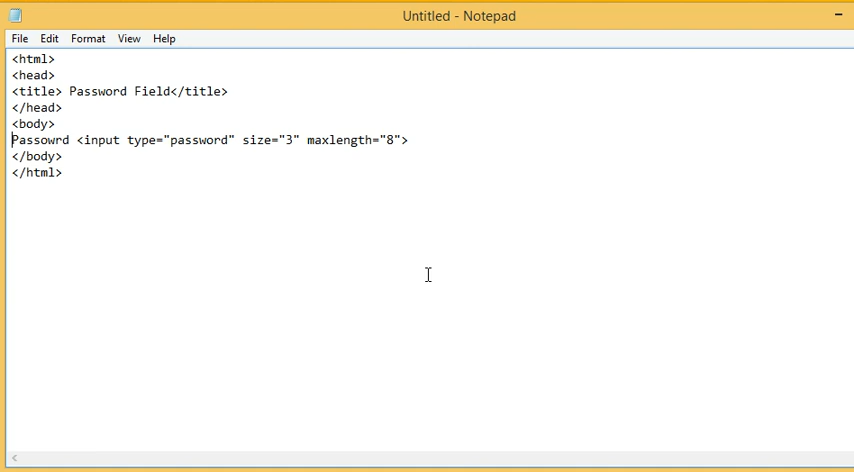 Untitled - Notepad
File Edit Format View Help
<html>
<head>
<title> Password Field</title>
</head>
<body>
Passowrd <input type="password" size="3" maxlength="8">
</body>
</html>